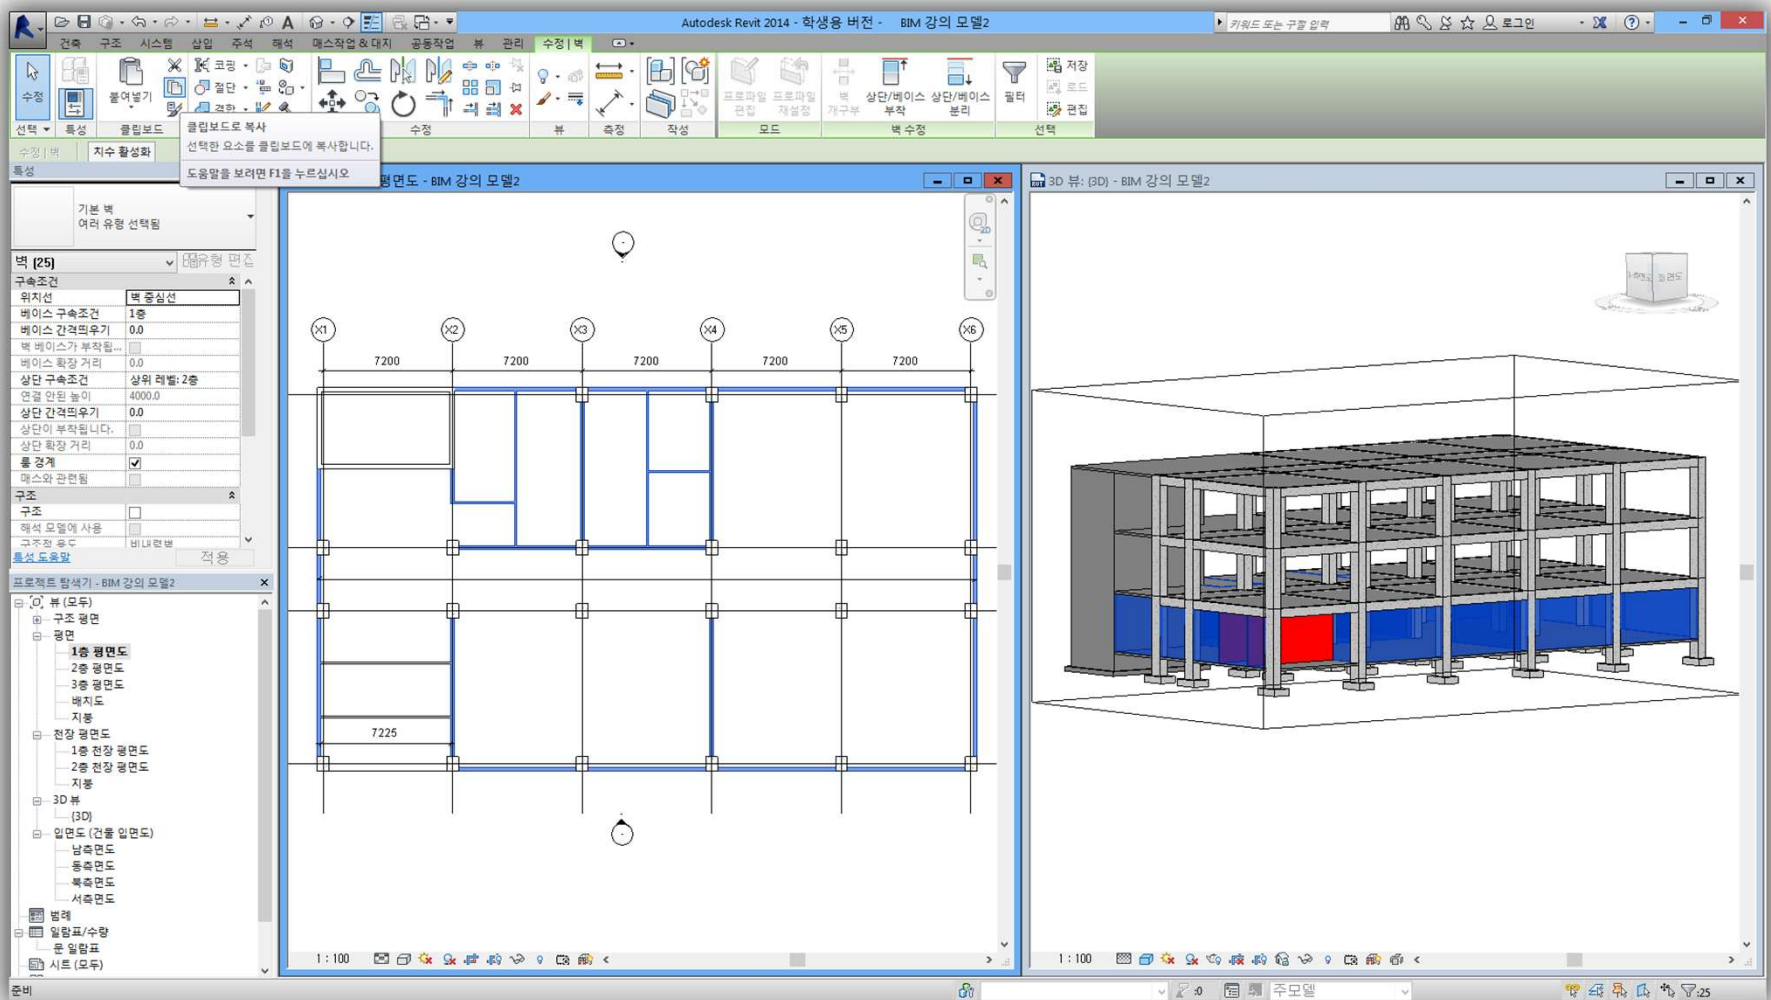 Autodesk Revit 2014 - 학생용 버전 - BIM 강의 모델2
키워드 또는 구절 입력
로그인
건축 구조 시스템 삽입 주석 해석 매스작업 & 대지 공동작업 뷰 관리 수정 | 벽
수정
붙여넣기
코핑
절단
프로파일 편집
프로파일 재설정
벽 개구부
상단/베이스 부착
상단/베이스 분리
필터
저장
로드
편집
선택 특성 클립보드 수정 뷰 측정 작성 모드 벽 수정 선택
클립보드로 복사
선택한 요소를 클립보드에 복사합니다.
도움말을 보려면 F1을 누르십시오
수정 | 벽 치수 활성화
특성
기본 벽
여러 유형 선택됨
벽 (25) 유형 편집
구속조건
위치선 벽 중심선
베이스 구속조건 1층
베이스 간격띄우기 0.0
벽 베이스가 부착됩...
베이스 확장 거리 0.0
상단 구속조건 상위 레벨: 2층
연결 안된 높이 4000.0
상단 간격띄우기 0.0
상단이 부착됩니다.
상단 확장 거리 0.0
룸 경계
매스와 관련됨
구조
구조
해석 모델에 사용
구조적 용도 비내력벽
특성 도움말 적용
프로젝트 탐색기 - BIM 강의 모델2
뷰 (모두)
구조 평면
평면
1층 평면도
2층 평면도
3층 평면도
배치도
지붕
천장 평면도
1층 천장 평면도
2층 천장 평면도
지붕
3D 뷰
{3D}
입면도 (건물 입면도)
남측면도
동측면도
북측면도
서측면도
범례
일람표/수량
문 일람표
시트 (모두)
평면도 - BIM 강의 모델2
2D
X1 X2 X3 X4 X5 X6
7200 7200 7200 7200 7200
7225
1 : 100
3D 뷰: {3D} - BIM 강의 모델2
1 : 100
준비
:0
주모델
:25